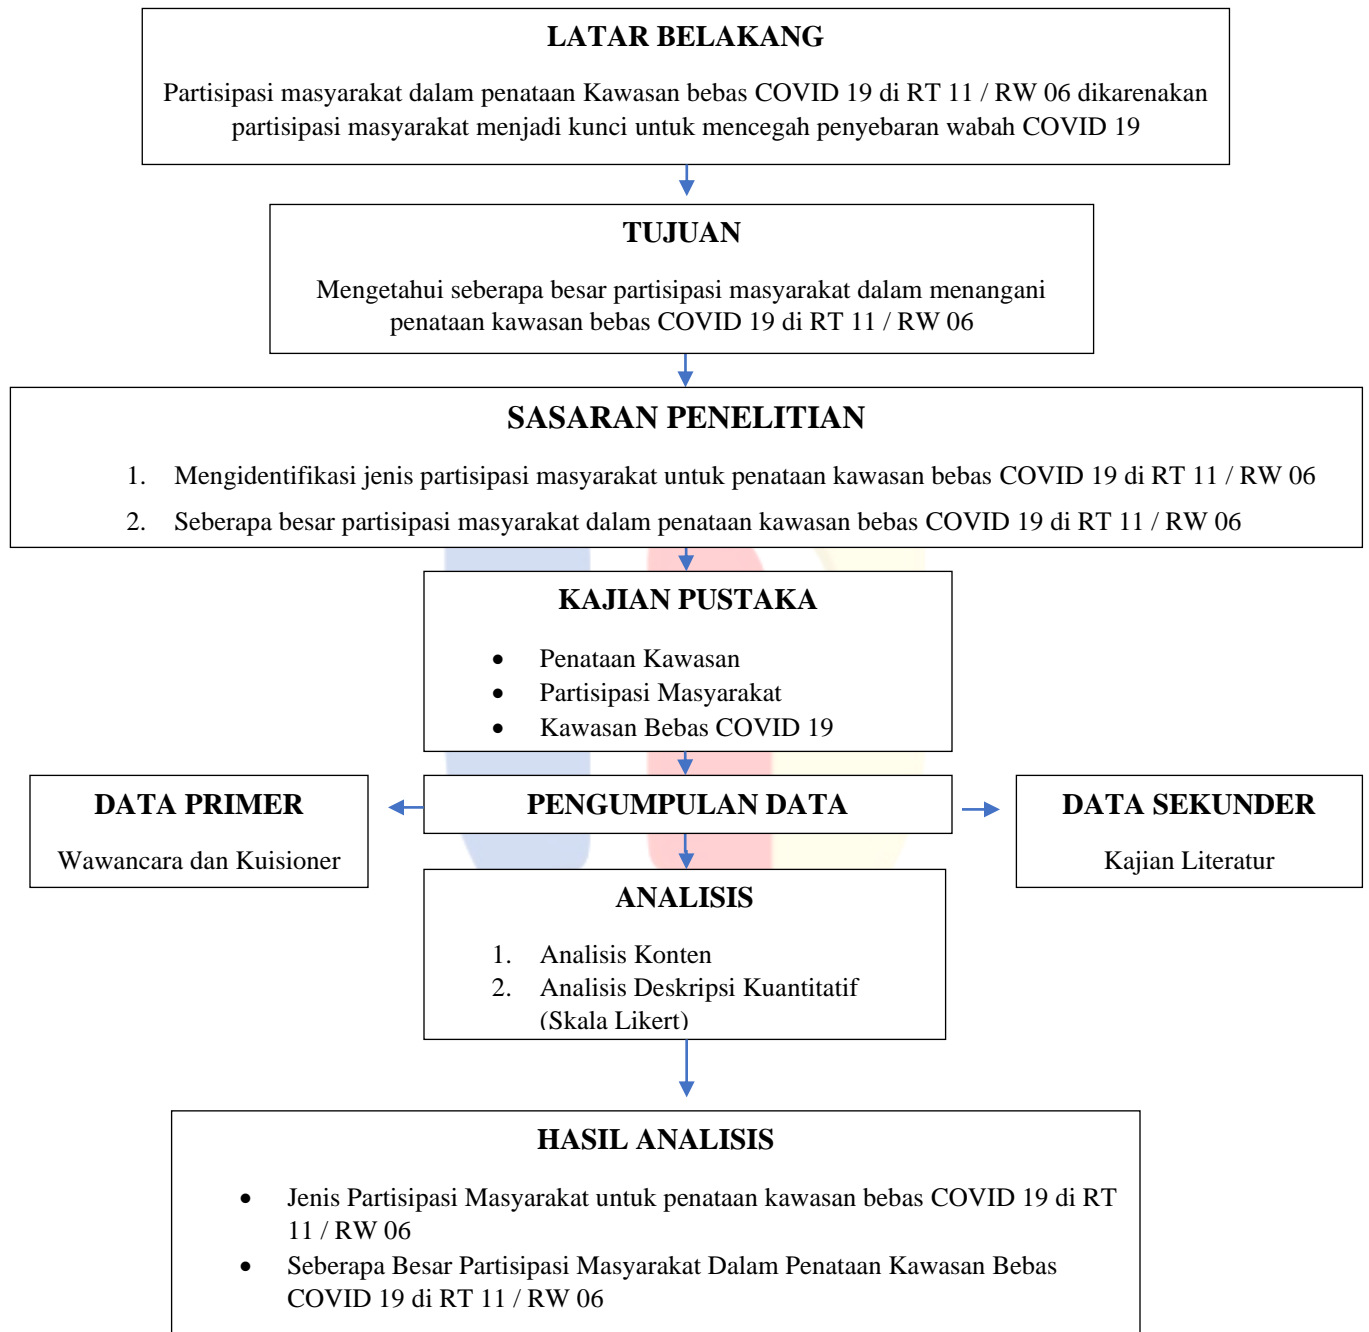 LATAR BELAKANG
Partisipasi masyarakat dalam penataan Kawasan bebas COVID 19 di RT 11 / RW 06 dikarenakan
partisipasi masyarakat menjadi kunci untuk mencegah penyebaran wabah COVID 19
TUJUAN
Mengetahui seberapa besar partisipasi masyarakat dalam menangani
penataan kawasan bebas COVID 19 di RT 11 / RW 06
SASARAN PENELITIAN
1. Mengidentifikasi jenis partisipasi masyarakat untuk penataan kawasan bebas COVID 19 di RT 11 / RW 06
2. Seberapa besar partisipasi masyarakat dalam penataan kawasan bebas COVID 19 di RT 11 / RW 06
KAJIAN PUSTAKA
• Penataan Kawasan
• Partisipasi Masyarakat
• Kawasan Bebas COVID 19
DATA PRIMER
Wawancara dan Kuisioner
PENGUMPULAN DATA
DATA SEKUNDER
Kajian Literatur
ANALISIS
1. Analisis Konten
2. Analisis Deskripsi Kuantitatif
(Skala Likert)
HASIL ANALISIS
• Jenis Partisipasi Masyarakat untuk penataan kawasan bebas COVID 19 di RT
11 / RW 06
• Seberapa Besar Partisipasi Masyarakat Dalam Penataan Kawasan Bebas
COVID 19 di RT 11 / RW 06